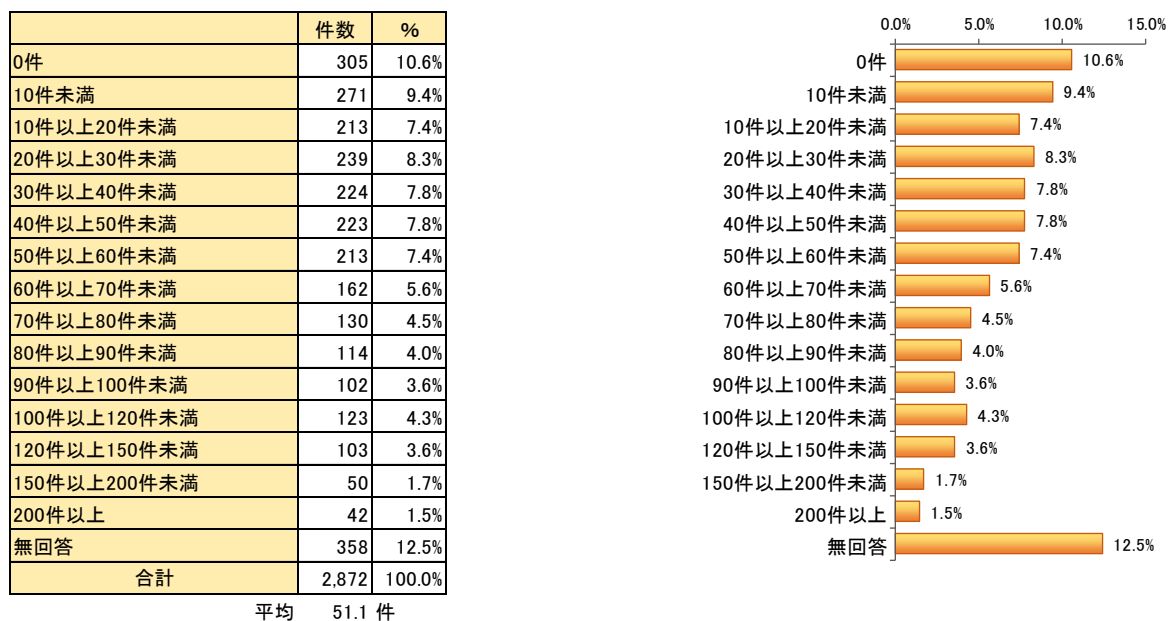 件数 %
0件 305 10.6%
10件未満 271 9.4%
10件以上20件未満 213 7.4%
20件以上30件未満 239 8.3%
30件以上40件未満 224 7.8%
40件以上50件未満 223 7.8%
50件以上60件未満 213 7.4%
60件以上70件未満 162 5.6%
70件以上80件未満 130 4.5%
80件以上90件未満 114 4.0%
90件以上100件未満 102 3.6%
100件以上120件未満 123 4.3%
120件以上150件未満 103 3.6%
150件以上200件未満 50 1.7%
200件以上 42 1.5%
無回答 358 12.5%
合計 2,872 100.0%
平均 51.1 件
0.0% 5.0% 10.0% 15.0%
0件 10.6%
10件未満 9.4%
10件以上20件未満 7.4%
20件以上30件未満 8.3%
30件以上40件未満 7.8%
40件以上50件未満 7.8%
50件以上60件未満 7.4%
60件以上70件未満 5.6%
70件以上80件未満 4.5%
80件以上90件未満 4.0%
90件以上100件未満 3.6%
100件以上120件未満 4.3%
120件以上150件未満 3.6%
150件以上200件未満 1.7%
200件以上 1.5%
無回答 12.5%